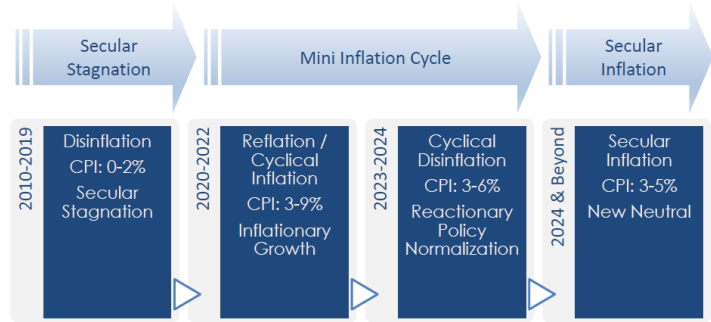 Secular
Stagnation
Mini Inflation Cycle
Secular
Inflation
2010-2019
Disinflation
CPI: 0-2%
Secular
Stagnation
2020-2022
Reflation /
Cyclical
Inflation
CPI: 3-9%
Inflationary
Growth
2023-2024
Cyclical
Disinflation
CPI: 3-6%
Reactionary
Policy
Normalization
2024 & Beyond
Secular
Inflation
CPI: 3-5%
New Neutral